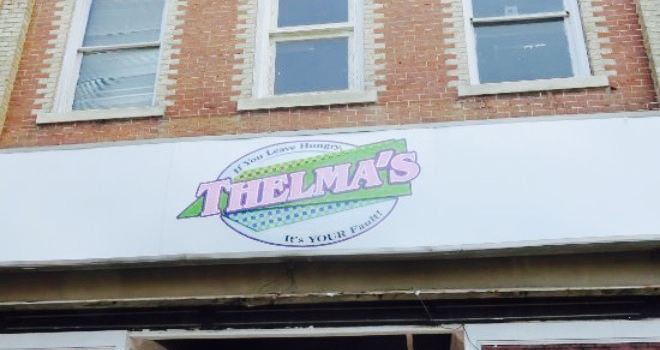 If You Leave Hungry,
THELMA'S
It's YOUR Fault!